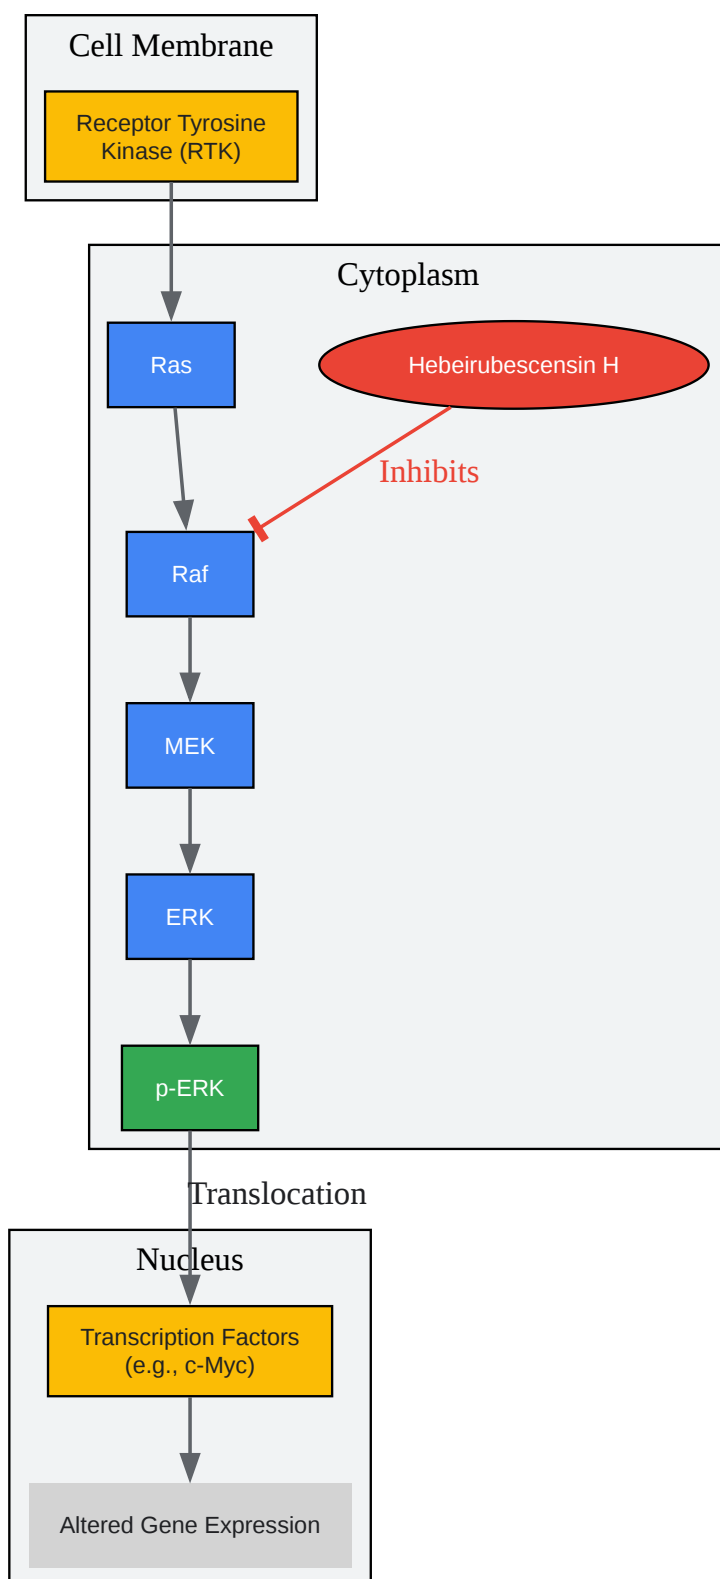 Cell Membrane
Receptor Tyrosine
Kinase (RTK)
Cytoplasm
Ras
Hebeirubescensin H
Inhibits
Raf
MEK
ERK
p-ERK
Translocation
Nucleus
Transcription Factors
(e.g., c-Myc)
Altered Gene Expression